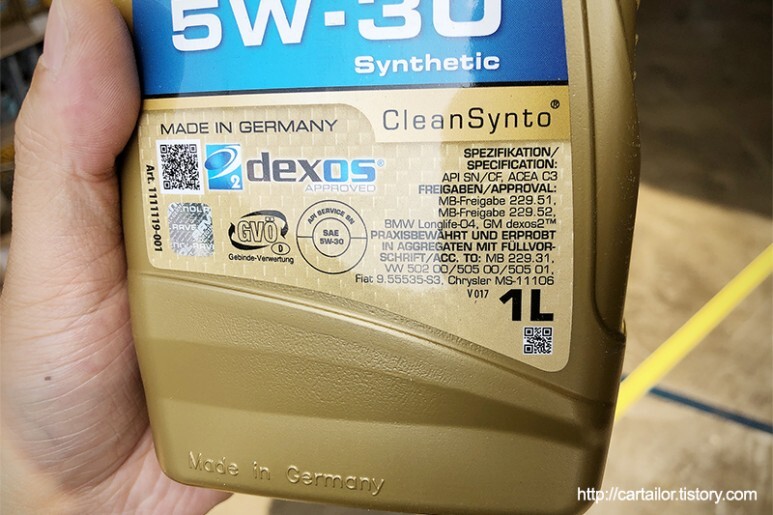 5W-30
Synthetic
CleanSynto®
MADE IN GERMANY
dexos®
2
APPROVED
SPEZIFIKATION/
SPECIFICATION:
API SN/CF, ACEA C3
FREIGABEN/APPROVAL:
MB-Freigabe 229.51,
MB-Freigabe 229.52,
BMW Longlife-04, GM dexos2™
PRAXISBEWÄHRT UND ERPROBT
IN AGGREGATEN MIT FÜLLVOR-
SCHRIFT/ACC. TO: MB 229.31,
VW 502 00/505 00/505 01,
Fiat 9.55535-S3, Chrysler MS-11106
V 017
1L
Art. 1111119-001
RAVE
GVÖ
Gebinde-Verwertung
API SERVICE SN
SAE
5W-30
Made in Germany
http://cartailor.tistory.com